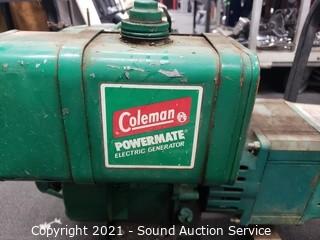 Coleman
POWERMATE
ELECTRIC GENERATOR
Copyright 2021 - Sound Auction Service